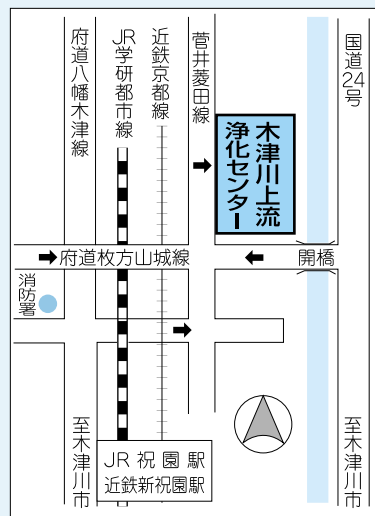 府道八幡木津線
JR学研都市線
近鉄京都線
菅井菱田線
国道24号
木津川上流
浄化センター
府道枚方山城線
開橋
消防署
至木津川市
至木津川市
JR祝園駅
近鉄新祝園駅